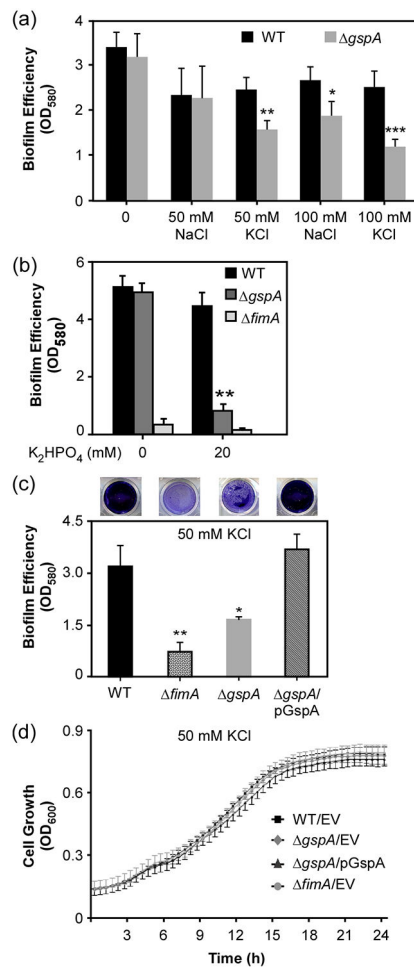 (a)
WT ΔgspA
Biofilm Efficiency
(OD580)
4
3
2
1
0
**
*
***
0 50 mM 50 mM 100 mM 100 mM
NaCl KCl NaCl KCl
(b)
WT
ΔgspA
ΔfimA
Biofilm Efficiency
(OD580)
6
4
2
0
**
K2HPO4 (mM) 0 20
(c)
50 mM KCl
Biofilm Efficiency
(OD580)
4.5
3.0
1.5
0
**
*
WT ΔfimA ΔgspA ΔgspA/
pGspA
(d)
50 mM KCl
Cell Growth
(OD600)
0.9
0.6
0.3
0
WT/EV
ΔgspA/EV
ΔgspA/pGspA
ΔfimA/EV
3 6 9 12 15 18 21 24
Time (h)